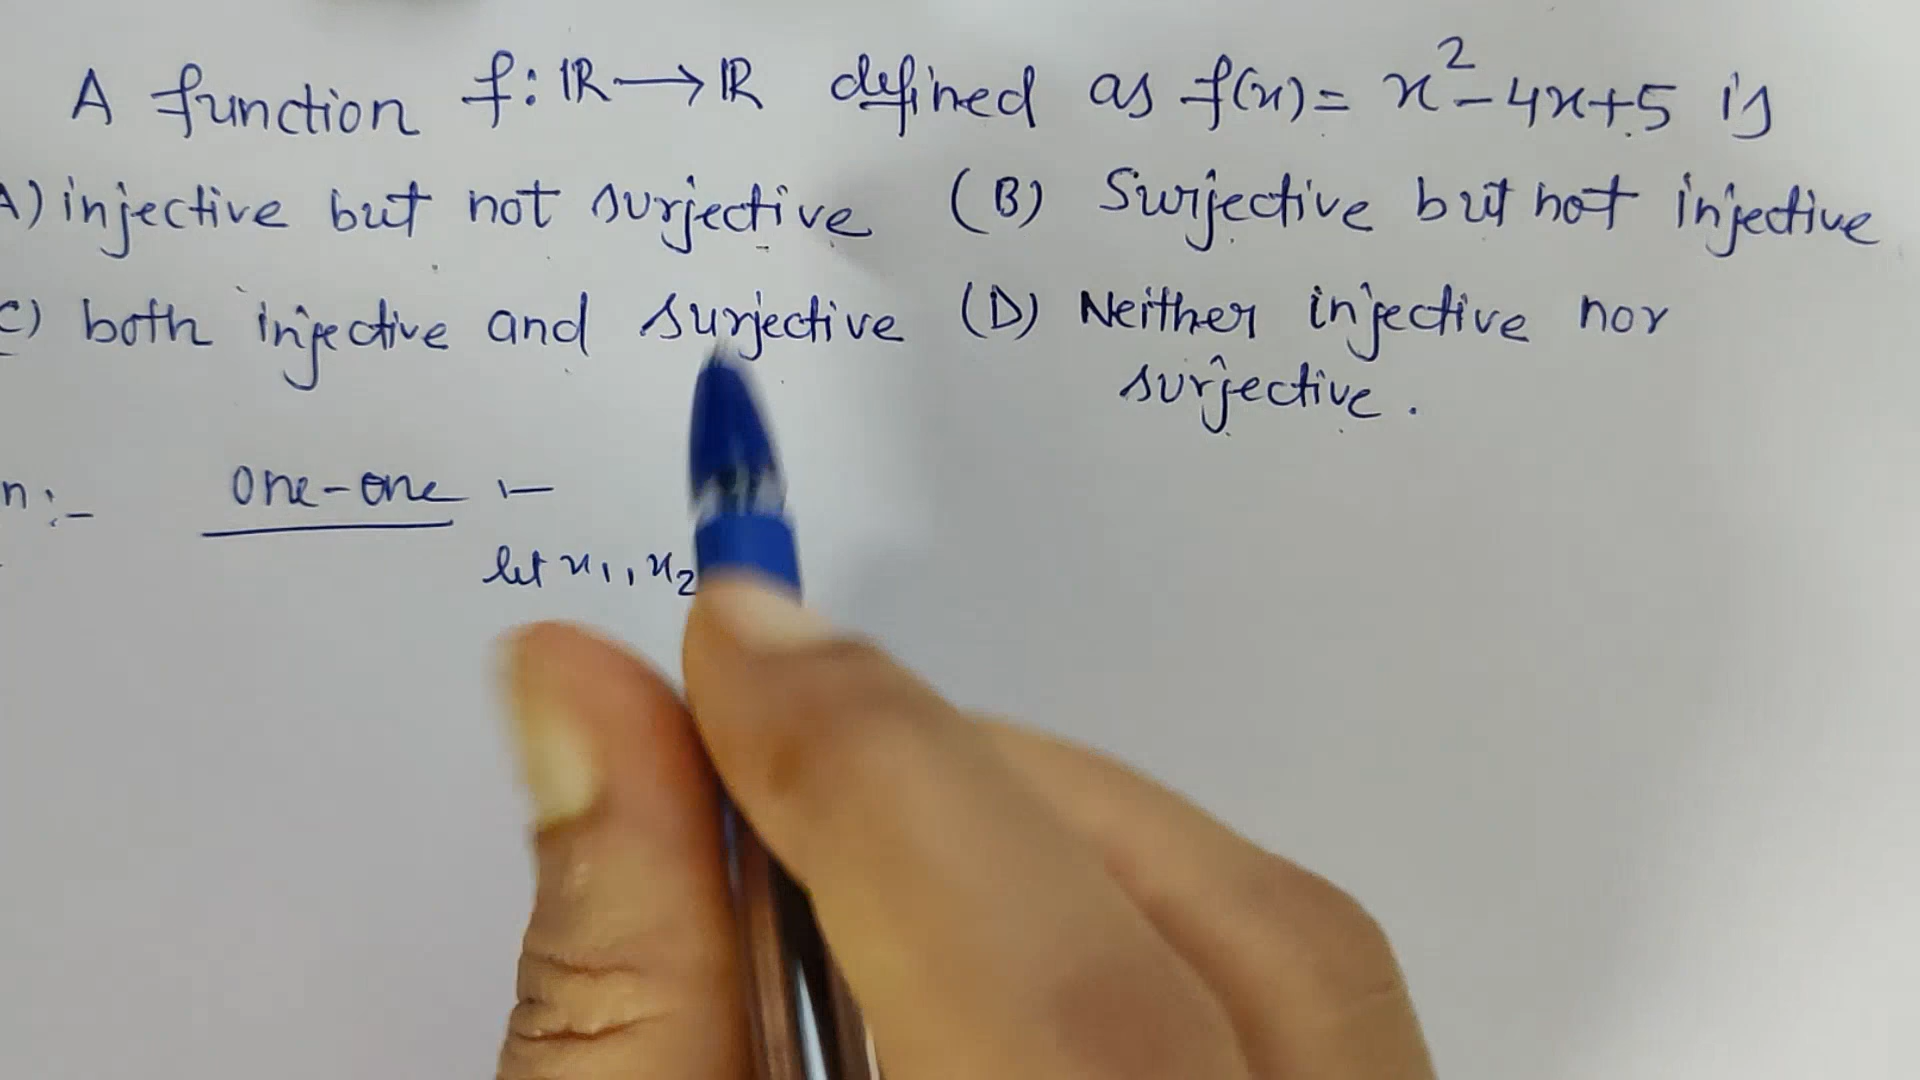 A function f: ℝ → ℝ defined as f(x) = x² - 4x + 5 is
A) injective but not surjective (B) Surjective but not injective
C) both injective and surjective (D) Neither injective nor
surjective.
n :- one-one :-
let x₁, x₂